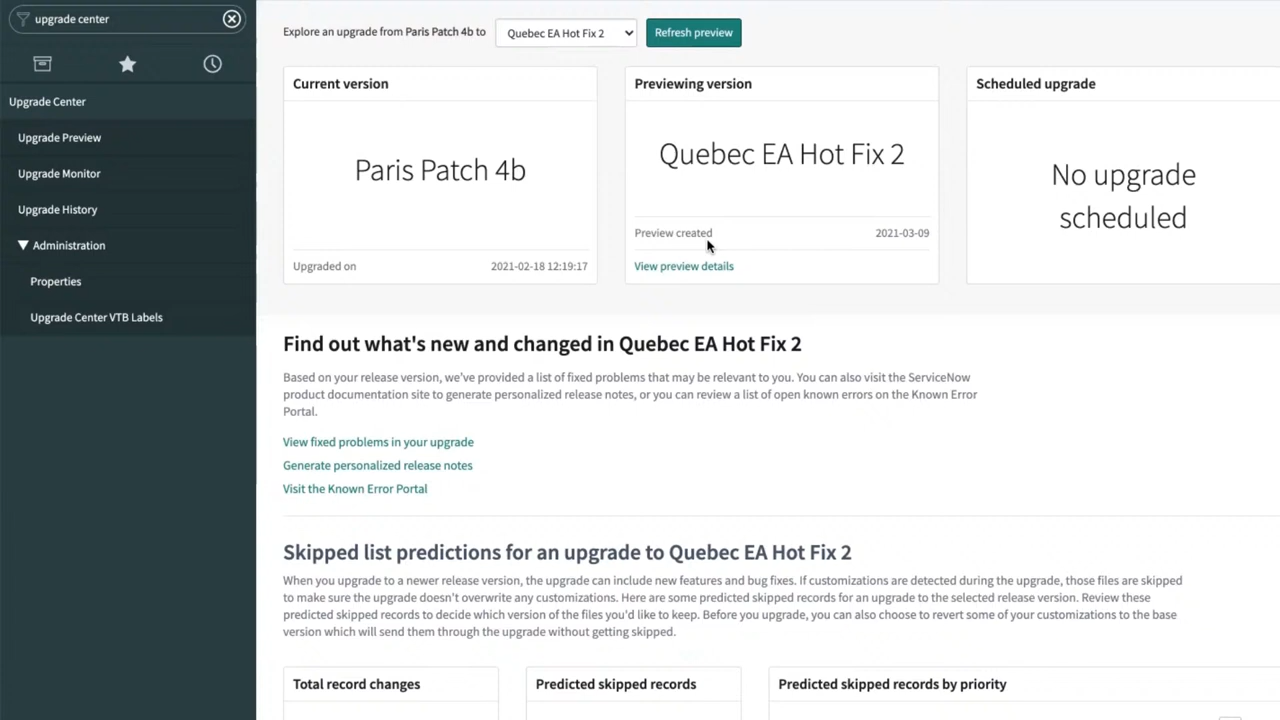 upgrade center
Upgrade Center
Upgrade Preview
Upgrade Monitor
Upgrade History
Administration
Properties
Upgrade Center VTB Labels
Explore an upgrade from Paris Patch 4b to
Quebec EA Hot Fix 2
Refresh preview
Current version
Paris Patch 4b
Upgraded on
2021-02-18 12:19:17
Previewing version
Quebec EA Hot Fix 2
Preview created
2021-03-09
View preview details
Scheduled upgrade
No upgrade
scheduled
Find out what's new and changed in Quebec EA Hot Fix 2
Based on your release version, we've provided a list of fixed problems that may be relevant to you. You can also visit the ServiceNow
product documentation site to generate personalized release notes, or you can review a list of open known errors on the Known Error
Portal.
View fixed problems in your upgrade
Generate personalized release notes
Visit the Known Error Portal
Skipped list predictions for an upgrade to Quebec EA Hot Fix 2
When you upgrade to a newer release version, the upgrade can include new features and bug fixes. If customizations are detected during the upgrade, those files are skipped
to make sure the upgrade doesn't overwrite any customizations. Here are some predicted skipped records for an upgrade to the selected release version. Review these
predicted skipped records to decide which version of the files you'd like to keep. Before you upgrade, you can also choose to revert some of your customizations to the base
version which will send them through the upgrade without getting skipped.
Total record changes
Predicted skipped records
Predicted skipped records by priority